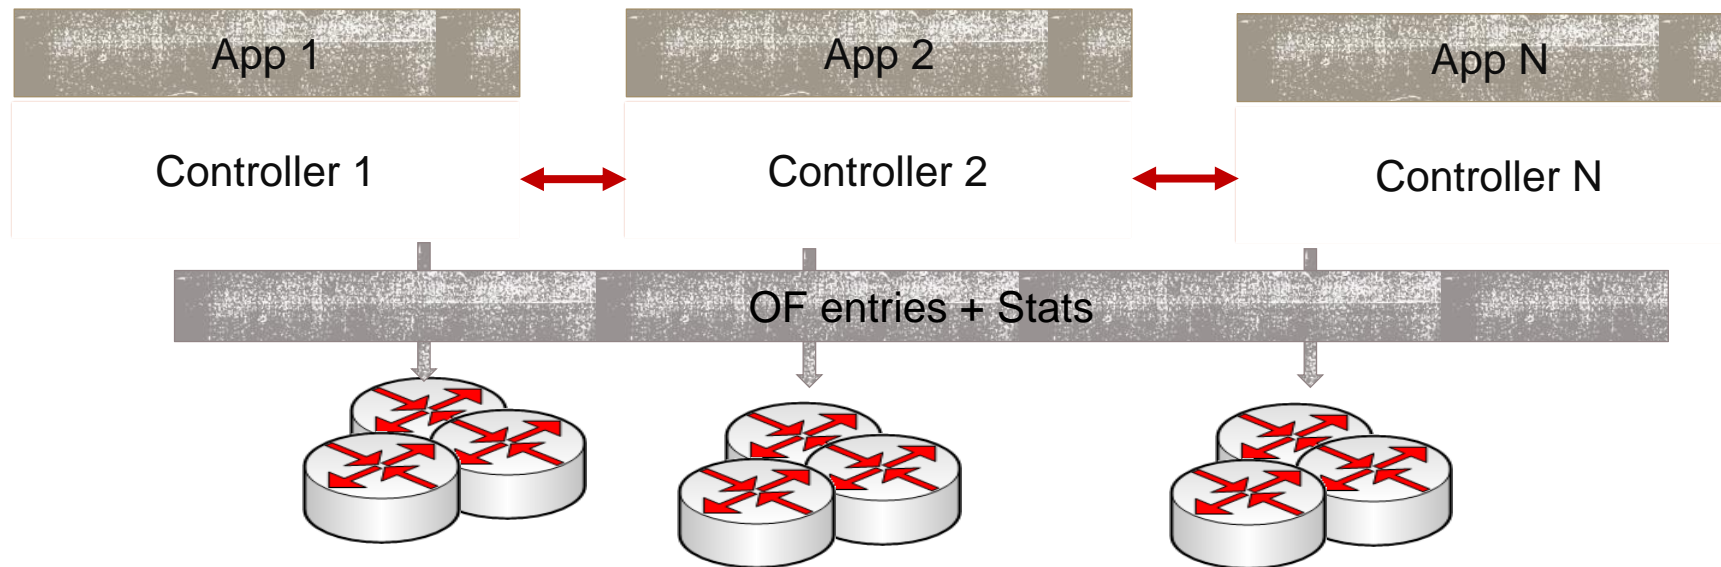 App 1
App 2
App N
Controller 1
Controller 2
Controller N
OF entries + Stats